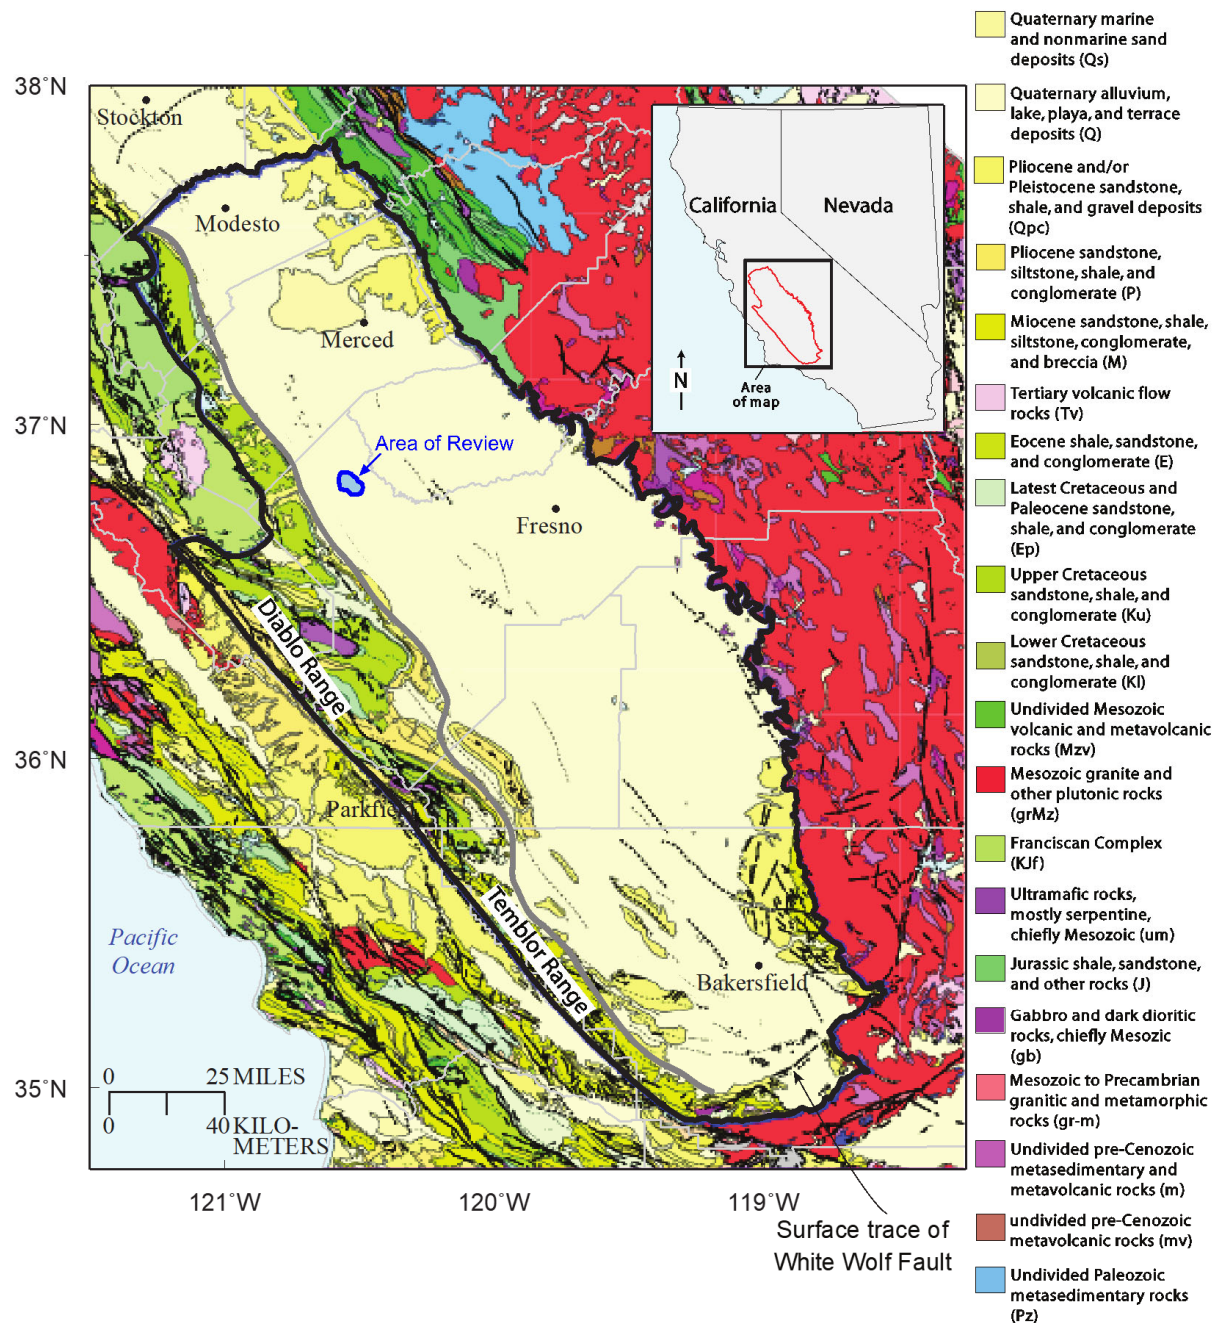 38°N
37°N
36°N
35°N
Stockton
Modesto
Merced
Area of Review
Fresno
Diablo Range
Parkfie
Temblor Range
Bakersfield
Pacific
Ocean
0 25 MILES
0 40 KILO-
METERS
121°W
120°W
119°W
Surface trace of
White Wolf Fault
California
Nevada
N
Area
of map
Quaternary marine
and nonmarine sand
deposits (Qs)
Quaternary alluvium,
lake, playa, and terrace
deposits (Q)
Pliocene and/or
Pleistocene sandstone,
shale, and gravel deposits
(Qpc)
Pliocene sandstone,
siltstone, shale, and
conglomerate (P)
Miocene sandstone, shale,
siltstone, conglomerate,
and breccia (M)
Tertiary volcanic flow
rocks (Tv)
Eocene shale, sandstone,
and conglomerate (E)
Latest Cretaceous and
Paleocene sandstone,
shale, and conglomerate
(Ep)
Upper Cretaceous
sandstone, shale, and
conglomerate (Ku)
Lower Cretaceous
sandstone, shale, and
conglomerate (Kl)
Undivided Mesozoic
volcanic and metavolcanic
rocks (Mzv)
Mesozoic granite and
other plutonic rocks
(grMz)
Franciscan Complex
(KJf)
Ultramafic rocks,
mostly serpentine,
chiefly Mesozoic (um)
Jurassic shale, sandstone,
and other rocks (J)
Gabbro and dark dioritic
rocks, chiefly Mesozic
(gb)
Mesozoic to Precambrian
granitic and metamorphic
rocks (gr-m)
Undivided pre-Cenozoic
metasedimentary and
metavolcanic rocks (m)
undivided pre-Cenozoic
metavolcanic rocks (mv)
Undivided Paleozoic
metasedimentary rocks
(Pz)